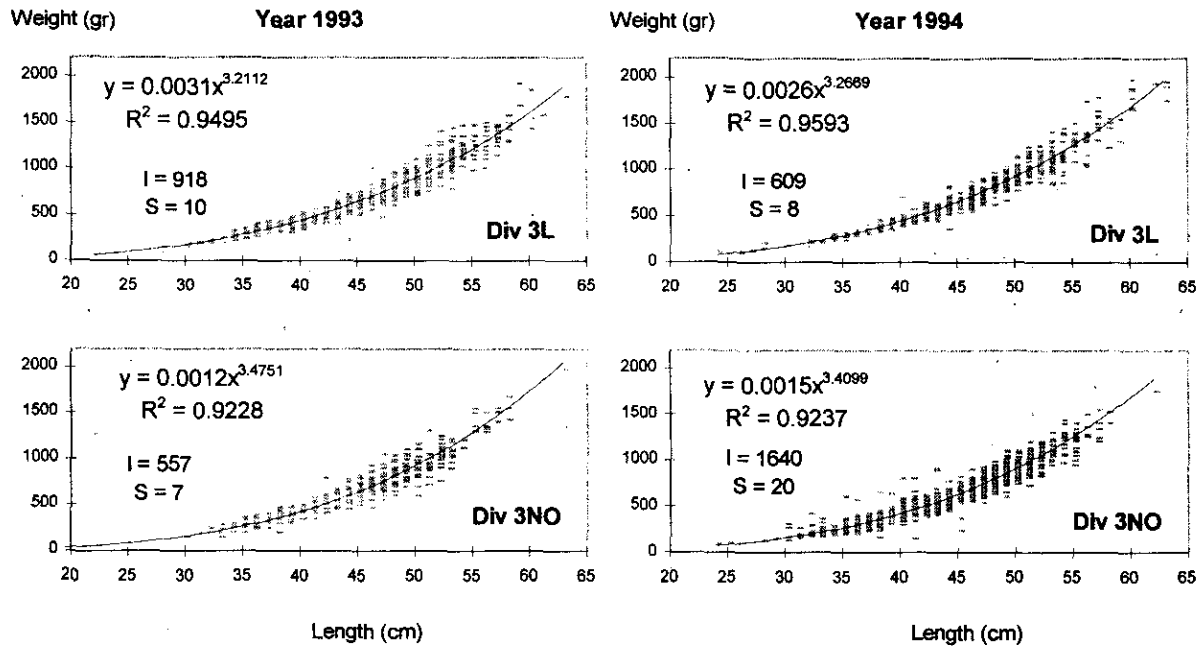 Weight (gr) Year 1993
2000
1500
1000
500
0
y = 0.0031x^3.2112
R² = 0.9495
I = 918
S = 10
Div 3L
20 25 30 35 40 45 50 55 60 65
Weight (gr) Year 1994
2000
1500
1000
500
0
y = 0.0026x^3.2669
R² = 0.9593
I = 609
S = 8
Div 3L
20 25 30 35 40 45 50 55 60 65
2000
1500
1000
500
0
y = 0.0012x^3.4751
R² = 0.9228
I = 557
S = 7
Div 3NO
20 25 30 35 40 45 50 55 60 65
Length (cm)
2000
1500
1000
500
0
y = 0.0015x^3.4099
R² = 0.9237
I = 1640
S = 20
Div 3NO
20 25 30 35 40 45 50 55 60 65
Length (cm)